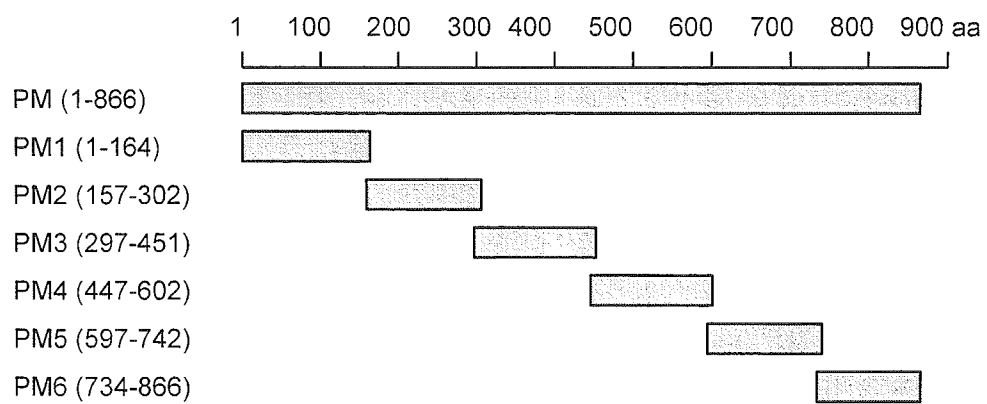 1 100 200 300 400 500 600 700 800 900 aa
PM (1-866)
PM1 (1-164)
PM2 (157-302)
PM3 (297-451)
PM4 (447-602)
PM5 (597-742)
PM6 (734-866)